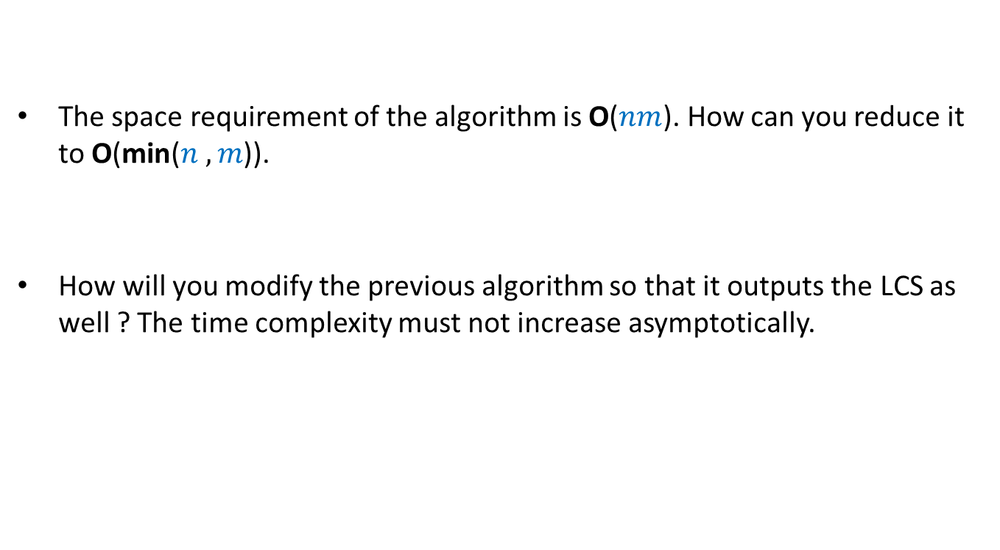 • The space requirement of the algorithm is O(nm). How can you reduce it
to O(min(n , m)).
• How will you modify the previous algorithm so that it outputs the LCS as
well ? The time complexity must not increase asymptotically.